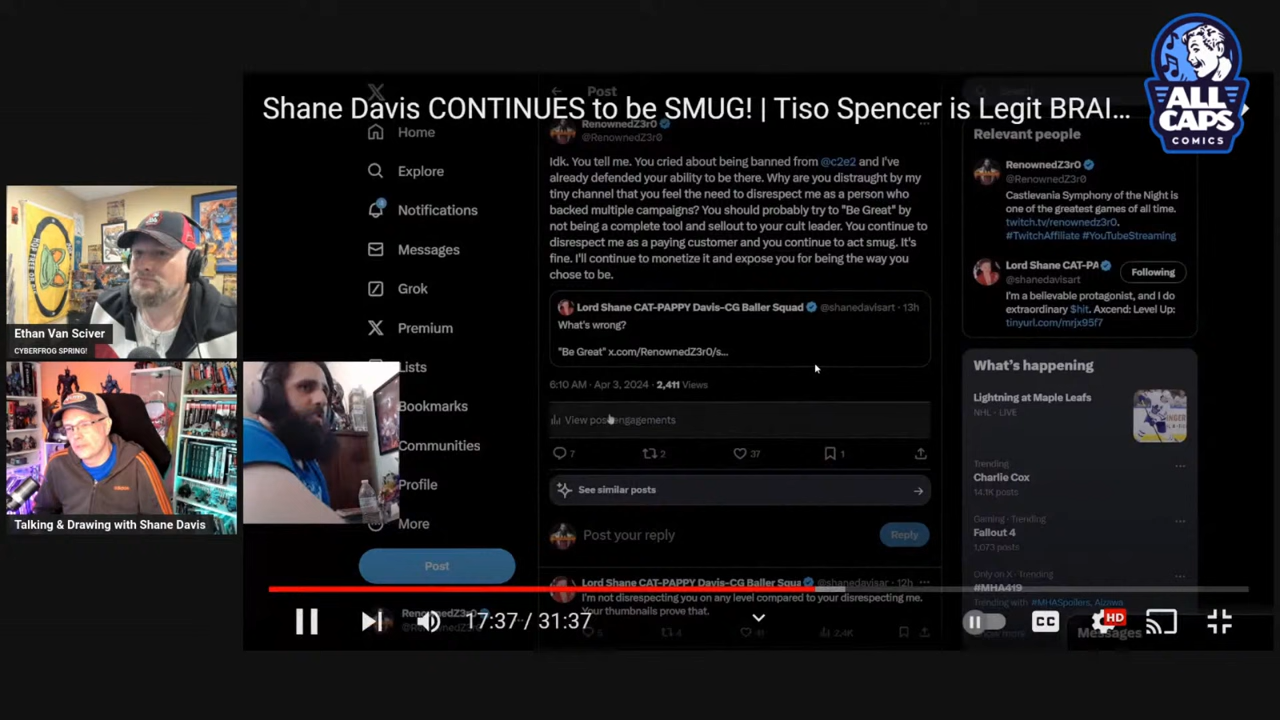 ALL
CAPS
COMICS
Shane Davis CONTINUES to be SMUG! | Tiso Spencer is Legit BRAI...
Post
Home
Explore
Notifications
Messages
Grok
Premium
Lists
Bookmarks
Communities
Profile
More
Post
RenownedZ3r0
@RenownedZ3r0
Idk. You tell me. You cried about being banned from @c2e2 and I've
already defended your ability to be there. Why are you distraught by my
tiny channel that you feel the need to disrespect me as a person who
backed multiple campaigns? You should probably try to "Be Great" by
not being a complete tool and sellout to your cult leader. You continue to
disrespect me as a paying customer and you continue to act smug. It's
fine. I'll continue to monetize it and expose you for being the way you
chose to be.
Lord Shane CAT-PAPPY Davis-CG Baller Squad @shanedavisart · 13h
What's wrong?
"Be Great" x.com/RenownedZ3r0/s...
6:10 AM · Apr 3, 2024 · 2,411 Views
View post engagements
7 2 37 1
See similar posts
Post your reply
Reply
Lord Shane CAT-PAPPY Davis-CG Baller Squa @shanedavisar · 12h
I'm not disrespecting you on any level compared to your disrespecting me.
Your thumbnails prove that.
Relevant people
RenownedZ3r0
@RenownedZ3r0
Castlevania Symphony of the Night is
one of the greatest games of all time.
twitch.tv/renownedz3r0.
#TwitchAffiliate #YouTubeStreaming
Lord Shane CAT-PA
@shanedavisart
Following
I'm a believable protagonist, and I do
extraordinary $hit. Axcend: Level Up:
tinyurl.com/mrjx95f7
What's happening
Lightning at Maple Leafs
NHL · LIVE
Trending
Charlie Cox
14.1K posts
Gaming · Trending
Fallout 4
1,073 posts
Only on X · Trending
#MHA419
Trending with #MHASpoilers, Aizawa
Show more
Messages
RenownedZ3r0
17:37 / 31:37
CC
HD
Ethan Van Sciver
CYBERFROG SPRING!
Talking & Drawing with Shane Davis